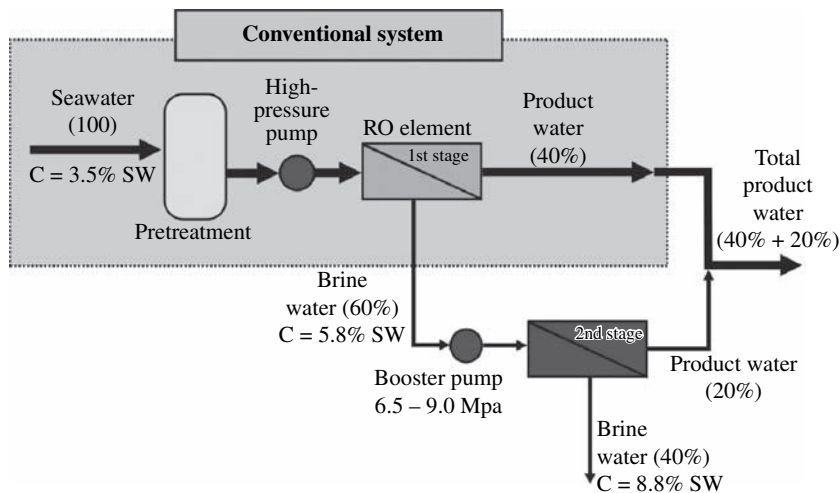 Conventional system
Seawater
(100)
C = 3.5% SW
Pretreatment
High-
pressure
pump
RO element
1st stage
Product
water
(40%)
Total
product
water
(40% + 20%)
Brine
water (60%)
C = 5.8% SW
Booster pump
6.5 – 9.0 Mpa
2nd stage
Product water
(20%)
Brine
water (40%)
C = 8.8% SW